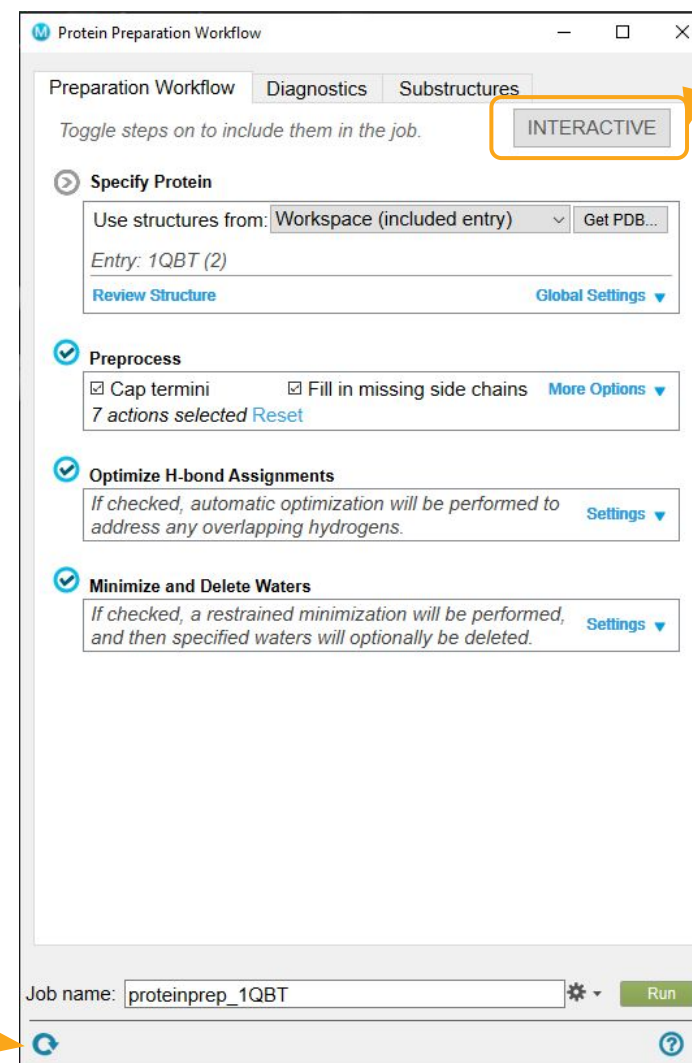 Protein Preparation Workflow
Preparation Workflow Diagnostics Substructures
Toggle steps on to include them in the job. INTERACTIVE
Specify Protein
Use structures from: Workspace (included entry) Get PDB...
Entry: 1QBT (2)
Review Structure Global Settings
Preprocess
Cap termini Fill in missing side chains More Options
7 actions selected Reset
Optimize H-bond Assignments
If checked, automatic optimization will be performed to
address any overlapping hydrogens. Settings
Minimize and Delete Waters
If checked, a restrained minimization will be performed,
and then specified waters will optionally be deleted. Settings
Job name: proteinprep_1QBT Run